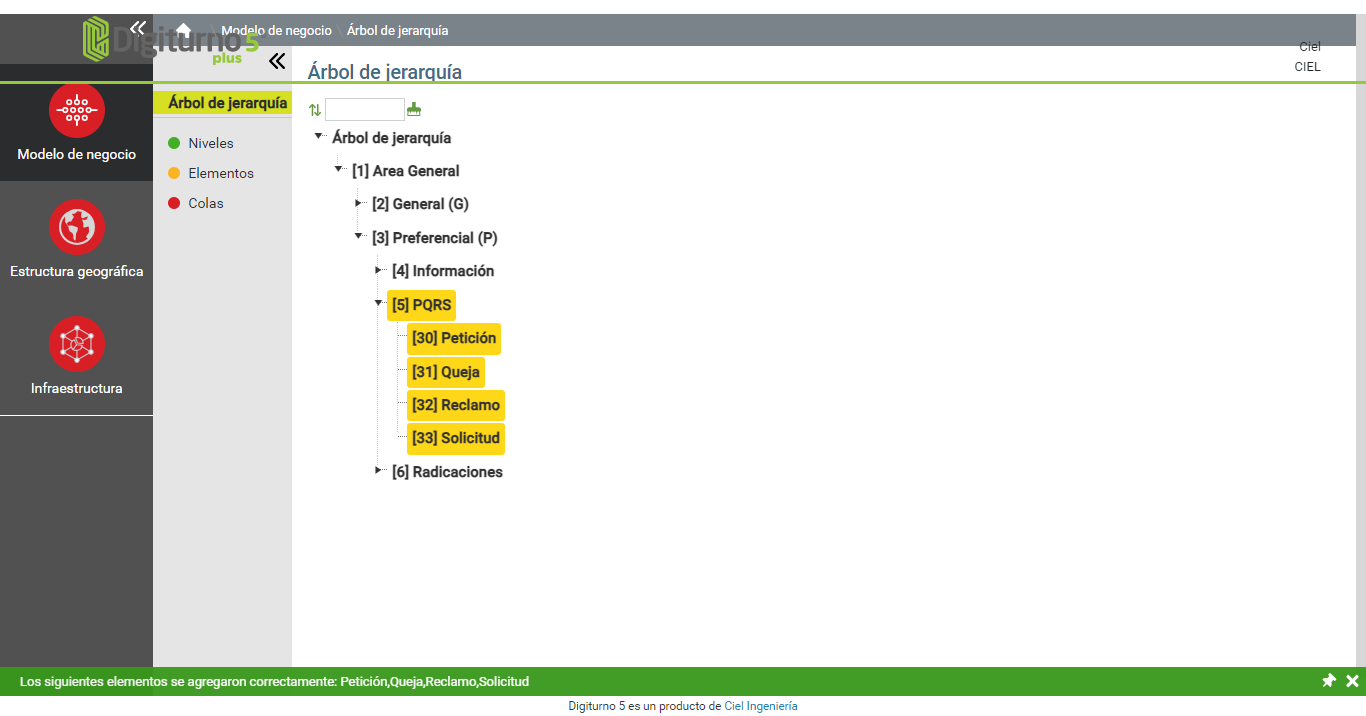 Digiturno5
plus
Modelo de negocio
Árbol de jerarquía
Ciel
CIEL
Modelo de negocio
Estructura geográfica
Infraestructura
Árbol de jerarquía
Niveles
Elementos
Colas
Árbol de jerarquía
Árbol de jerarquía
[1] Area General
[2] General (G)
[3] Preferencial (P)
[4] Información
[5] PQRS
[30] Petición
[31] Queja
[32] Reclamo
[33] Solicitud
[6] Radicaciones
Los siguientes elementos se agregaron correctamente: Petición,Queja,Reclamo,Solicitud
Digiturno 5 es un producto de Ciel Ingeniería